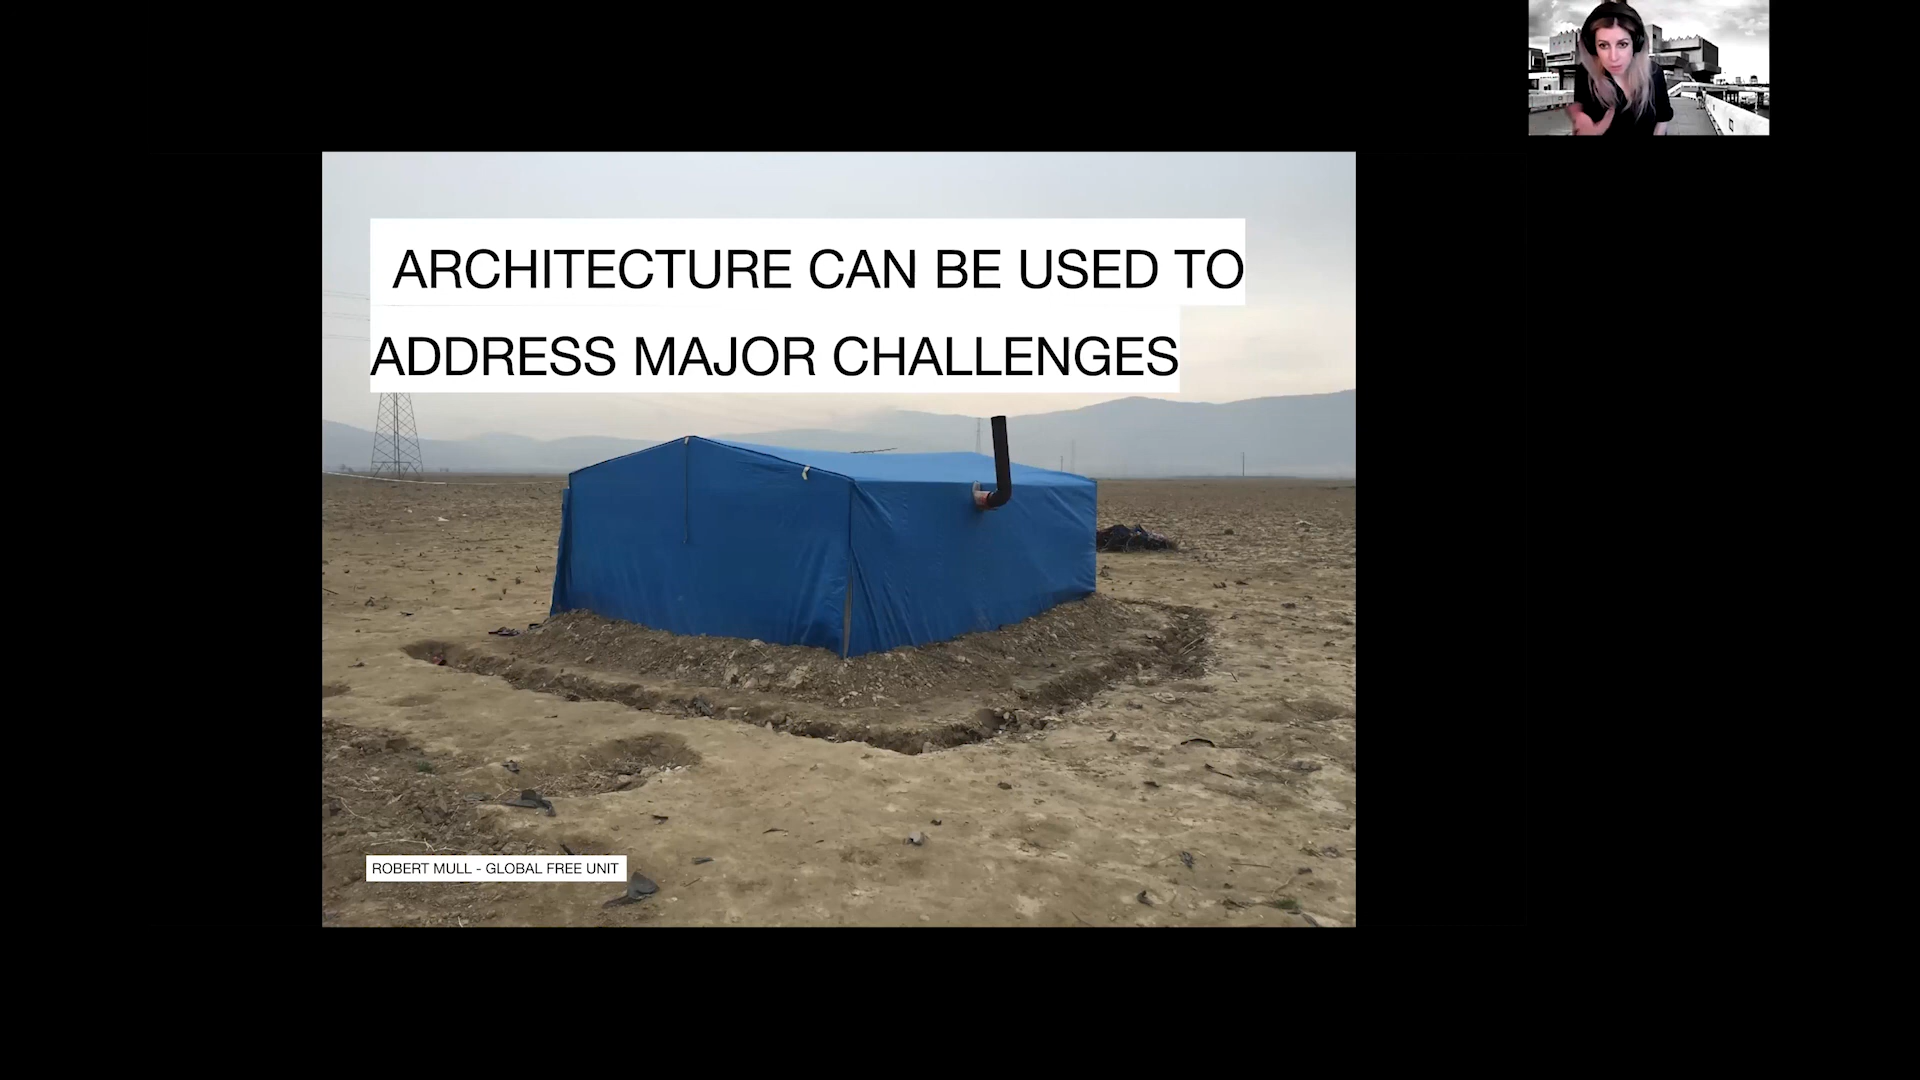 ARCHITECTURE CAN BE USED TO
ADDRESS MAJOR CHALLENGES
ROBERT MULL - GLOBAL FREE UNIT